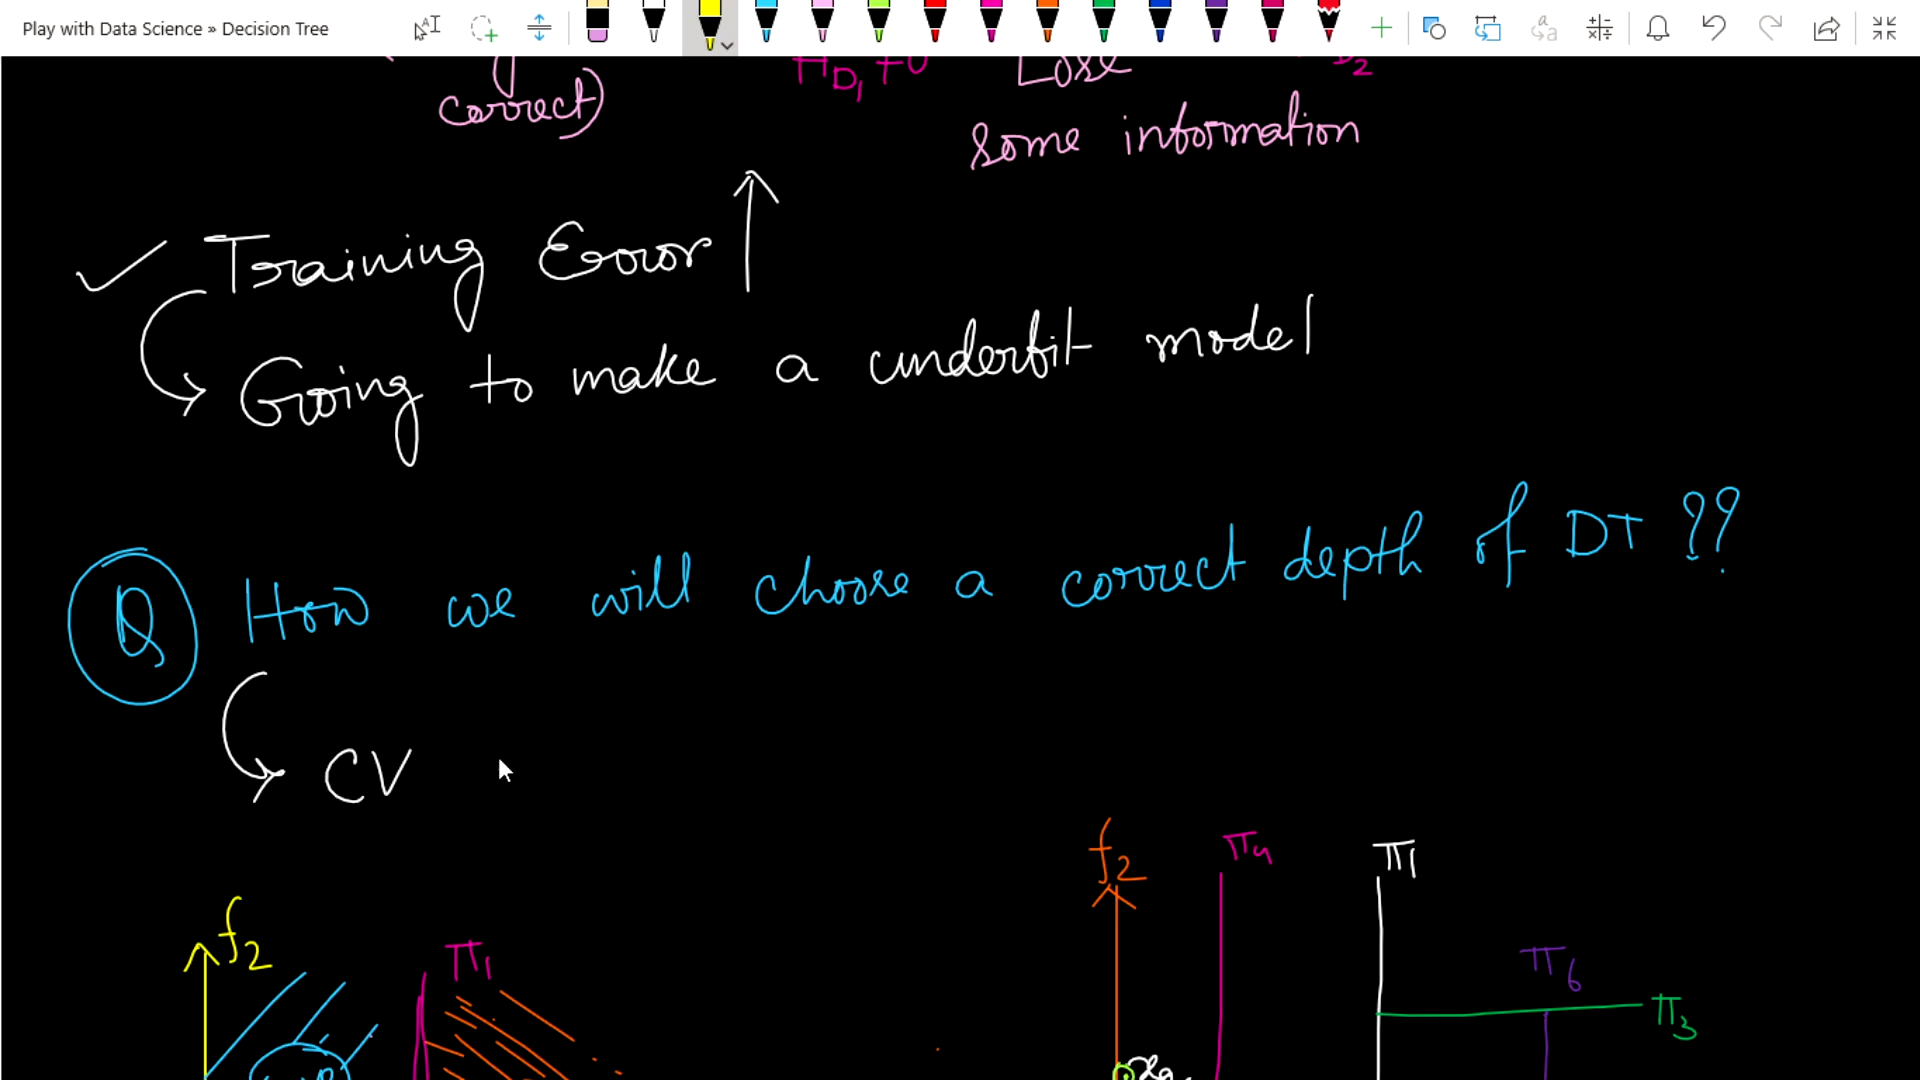 Play with Data Science » Decision Tree
correct)
Lose
some information
Training Error ↑
Going to make a underfit model
Q How we will choose a correct depth of DT ??
CV
f2 π4 π1
f2 π1 π6
π3